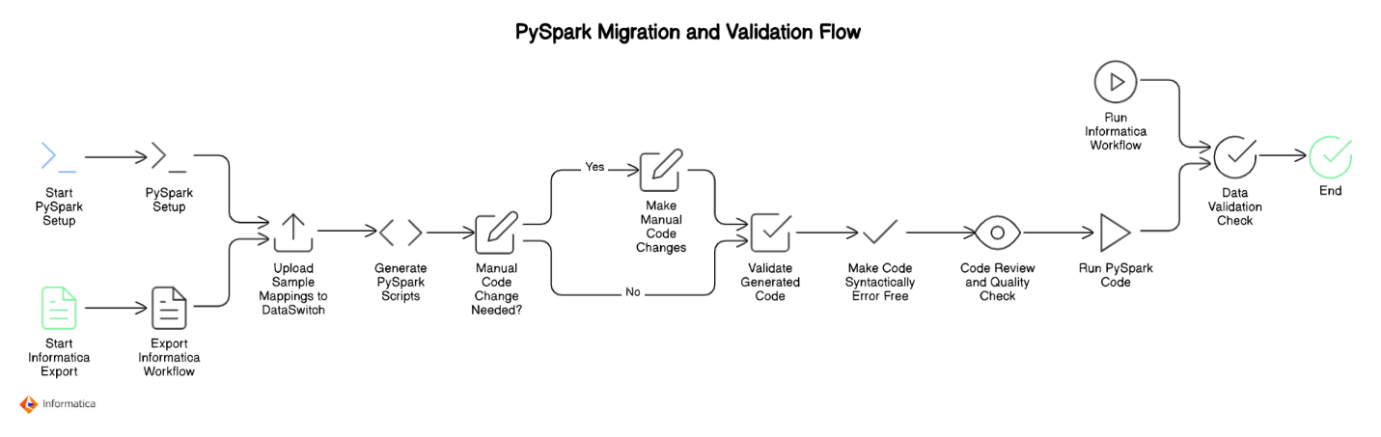 PySpark Migration and Validation Flow
Run
Informatica
Workflow
Start
PySpark
Setup
PySpark
Setup
Yes
Make
Manual
Code
Changes
Data
Validation
Check
End
Upload
Sample
Mappings to
DataSwitch
Generate
PySpark
Scripts
Manual
Code
Change
Needed?
No
Validate
Generated
Code
Make Code
Syntactically
Error Free
Code Review
and Quality
Check
Run PySpark
Code
Start
Informatica
Export
Export
Informatica
Workflow
Informatica